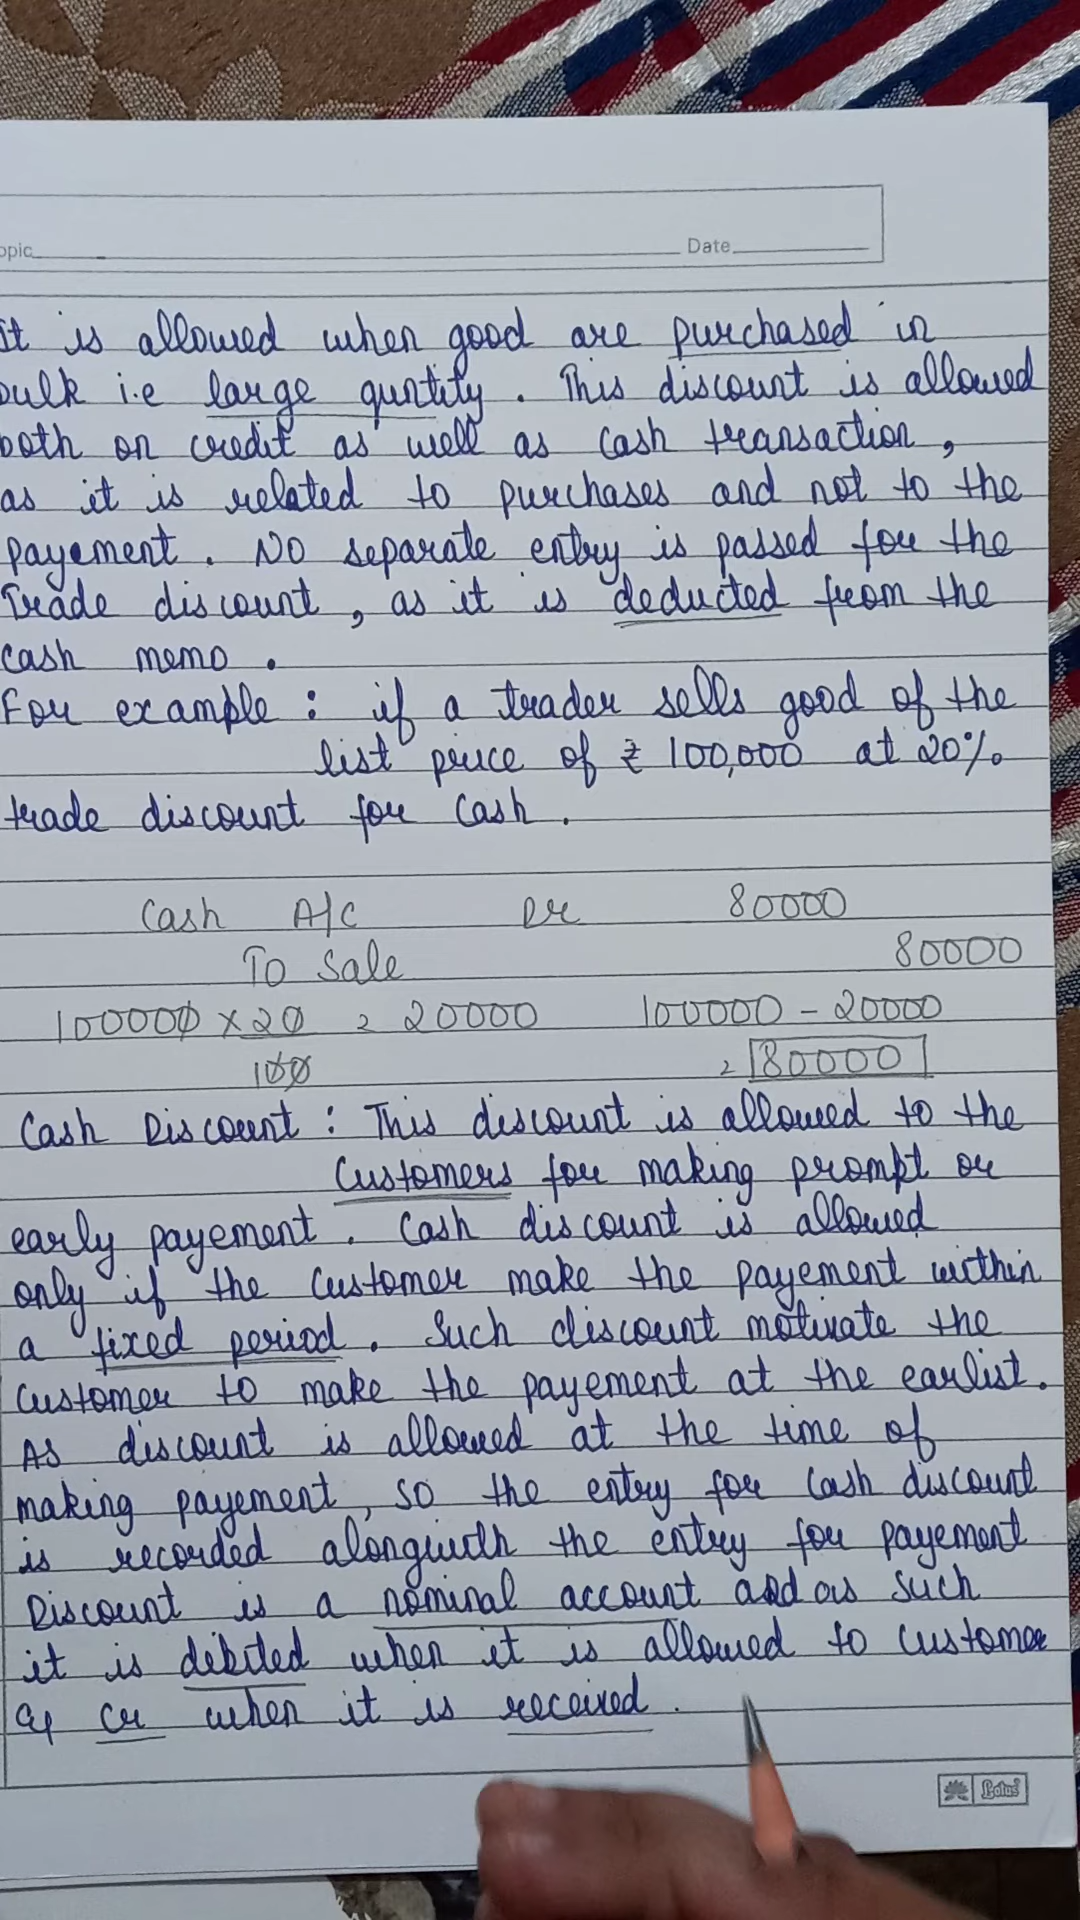 opic Date
it is allowed when good are purchased in
bulk i.e large quntity. This discount is allowed
both on credit as well as cash transaction,
as it is related to purchases and not to the
payement. No separate entry is passed for the
Trade discount, as it is deducted from the
cash memo.
For example: if a trader sells good of the
list price of ₹ 100,000 at 20%
trade discount for cash.
Cash A/c Dr 80000
To Sale 80000
100000 × 20 = 20000 100000 - 20000
100 = 80000
Cash Discount: This discount is allowed to the
customers for making prompt or
early payement. Cash discount is allowed
only if the customer make the payement within
a fixed period. Such discount motivate the
customer to make the payement at the earlist.
As discount is allowed at the time of
making payement, so the entry for cash discount
is recorded alongwith the entry for payement
Discount is a nominal account and as such
it is debited when it is allowed to customer
& cr when it is received.
Lotus